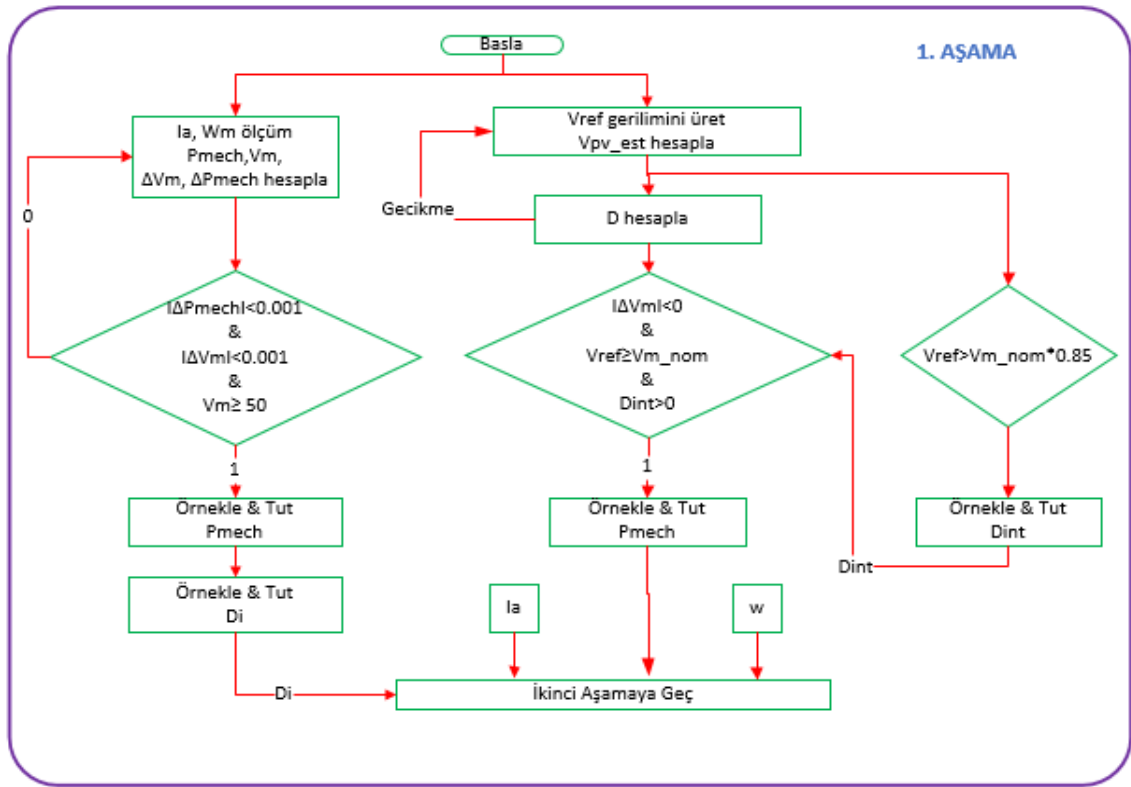 Basla
1. AŞAMA
Ia, Wm ölçüm
Pmech,Vm,
ΔVm, ΔPmech hesapla
Vref gerilimini üret
Vpv_est hesapla
0
Gecikme
D hesapla
IΔPmechI<0.001
&
IΔVmI<0.001
&
Vm≥ 50
IΔVmI<0
&
Vref≥Vm_nom
&
Dint>0
Vref>Vm_nom*0.85
1
1
Örnekle & Tut
Pmech
Örnekle & Tut
Pmech
Örnekle & Tut
Dint
Dint
Örnekle & Tut
Di
Ia
w
Di
İkinci Aşamaya Geç